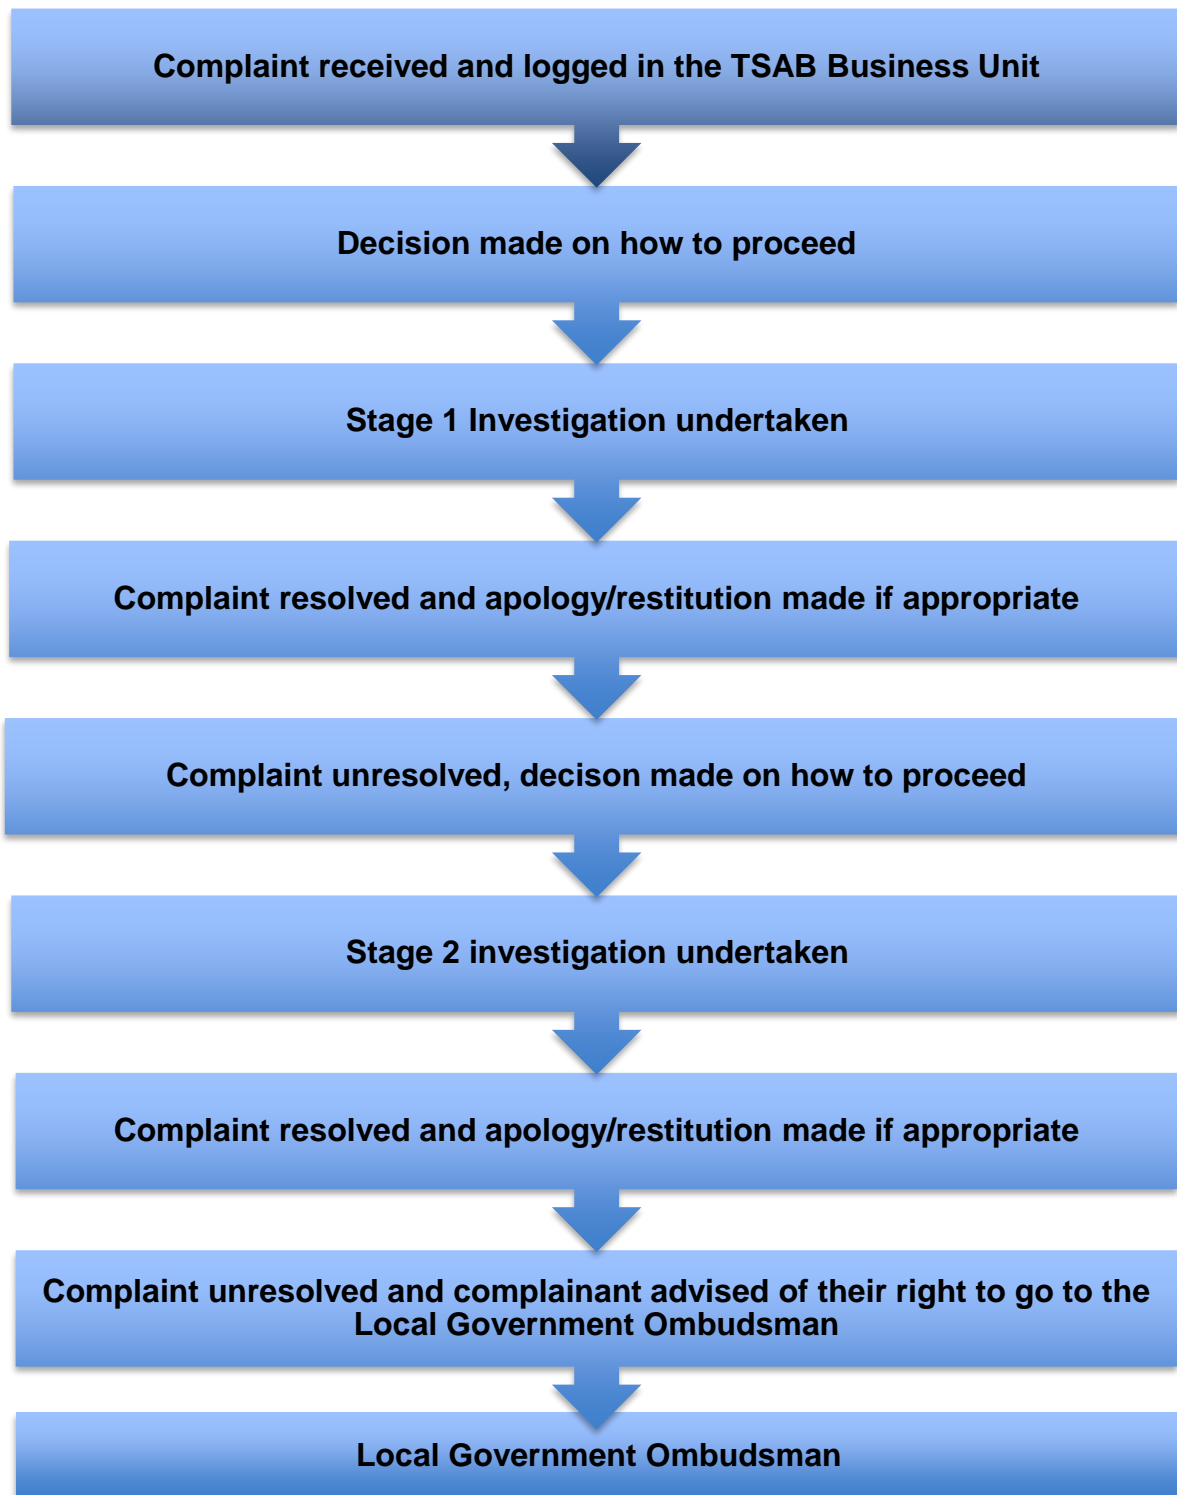 Complaint received and logged in the TSAB Business Unit
Decision made on how to proceed
Stage 1 Investigation undertaken
Complaint resolved and apology/restitution made if appropriate
Complaint unresolved, decison made on how to proceed
Stage 2 investigation undertaken
Complaint resolved and apology/restitution made if appropriate
Complaint unresolved and complainant advised of their right to go to the
Local Government Ombudsman
Local Government Ombudsman